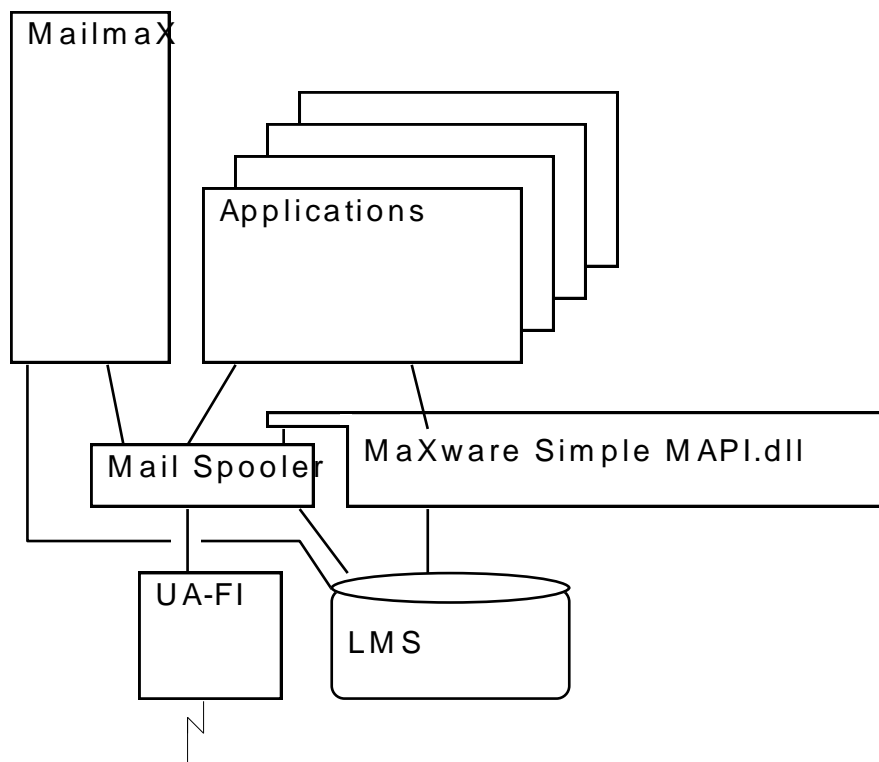 MailmaX
Applications
MaXware Simple MAPI.dll
Mail Spooler
UA-FI
LMS